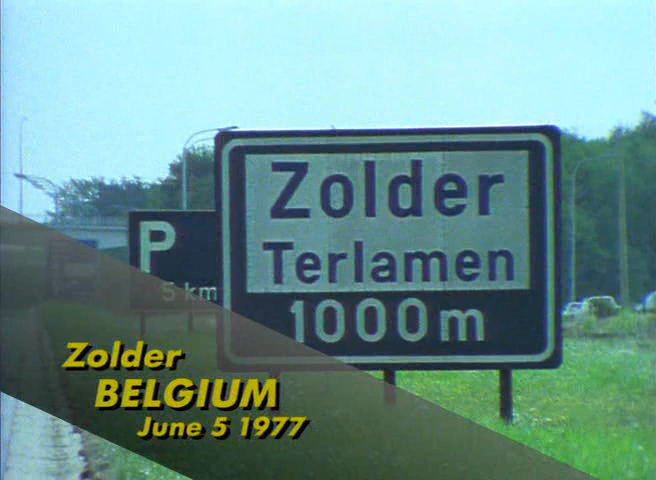 Zolder
Terlamen
1000m
P
5 km
Zolder
BELGIUM
June 5 1977